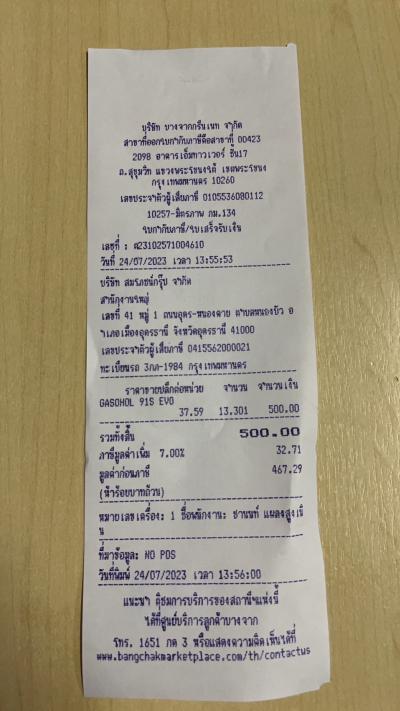 บริษัท บางจากกรีนเนท จำกัด
สาขาที่ออกใบกำกับภาษีคือสาขาที่ 00423
2098 อาคารเอ็มทาวเวอร์ ชั้น17
ถ.สุขุมวิท แขวงพระโขนงใต้ เขตพระโขนง
กรุงเทพมหานคร 10260
เลขประจำตัวผู้เสียภาษี 0105536080112
10257-มิตรภาพ กม.134
ใบกำกับภาษี/ใบเสร็จรับเงิน
เลขที่ : 23102571004610
วันที่ 24/07/2023 เวลา 13:55:53
บริษัท สมรภชน์กรุ๊ป จำกัด
สำนักงานใหญ่
เลขที่ 41 หมู่ 1 ถนนอุดร-หนองคาย ตำบลหนองบัว อ
ำเภอเมืองอุดรธานี จังหวัดอุดรธานี 41000
เลขประจำตัวผู้เสียภาษี 0415562000021
ทะเบียนรถ 3กภ-1984 กรุงเทพมหานคร
ราคาขายปลีกต่อหน่วย จำนวน จำนวนเงิน
GASOHOL 91S EVO
37.59 13.301 500.00
รวมทั้งสิ้น 500.00
ภาษีมูลค่าเพิ่ม 7.00% 32.71
มูลค่าก่อนภาษี 467.29
(ห้าร้อยบาทถ้วน)
หมายเลขเครื่อง: 1 ชื่อพนักงาน: ชานนท์ แผลงสูงเนิ
น
ที่มาข้อมูล: NO POS
วันที่พิมพ์ 24/07/2023 เวลา 13:56:00
แนะนำ ติชมการบริการของสถานีฯแห่งนี้
ได้ที่ศูนย์บริการลูกค้าบางจาก
โทร. 1651 กด 3 หรือแสดงความคิดเห็นได้ที่
www.bangchakmarketplace.com/th/contactus